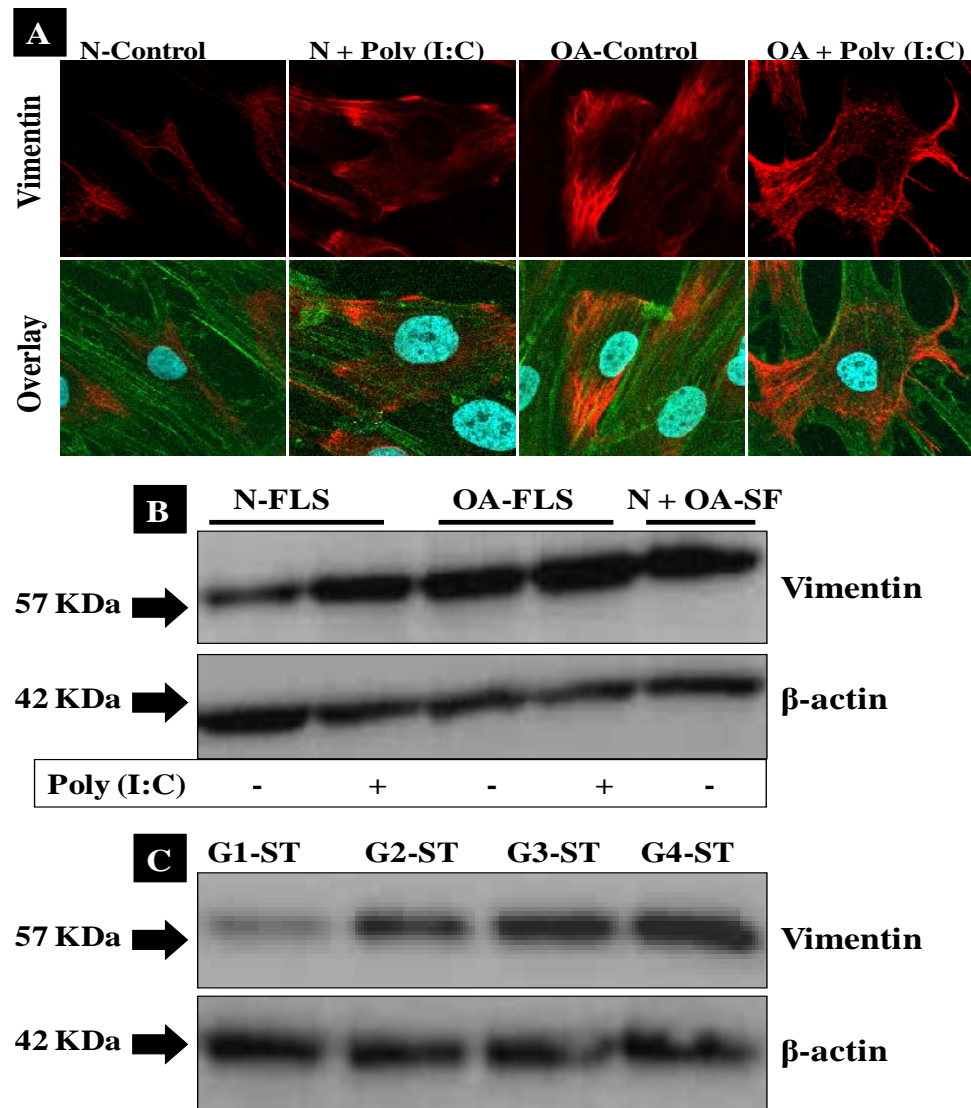 A
N-Control N + Poly (I:C) OA-Control OA + Poly (I:C)
Vimentin
Overlay
B
N-FLS OA-FLS N + OA-SF
57 KDa Vimentin
42 KDa β-actin
Poly (I:C) - + - + -
C
G1-ST G2-ST G3-ST G4-ST
57 KDa Vimentin
42 KDa β-actin